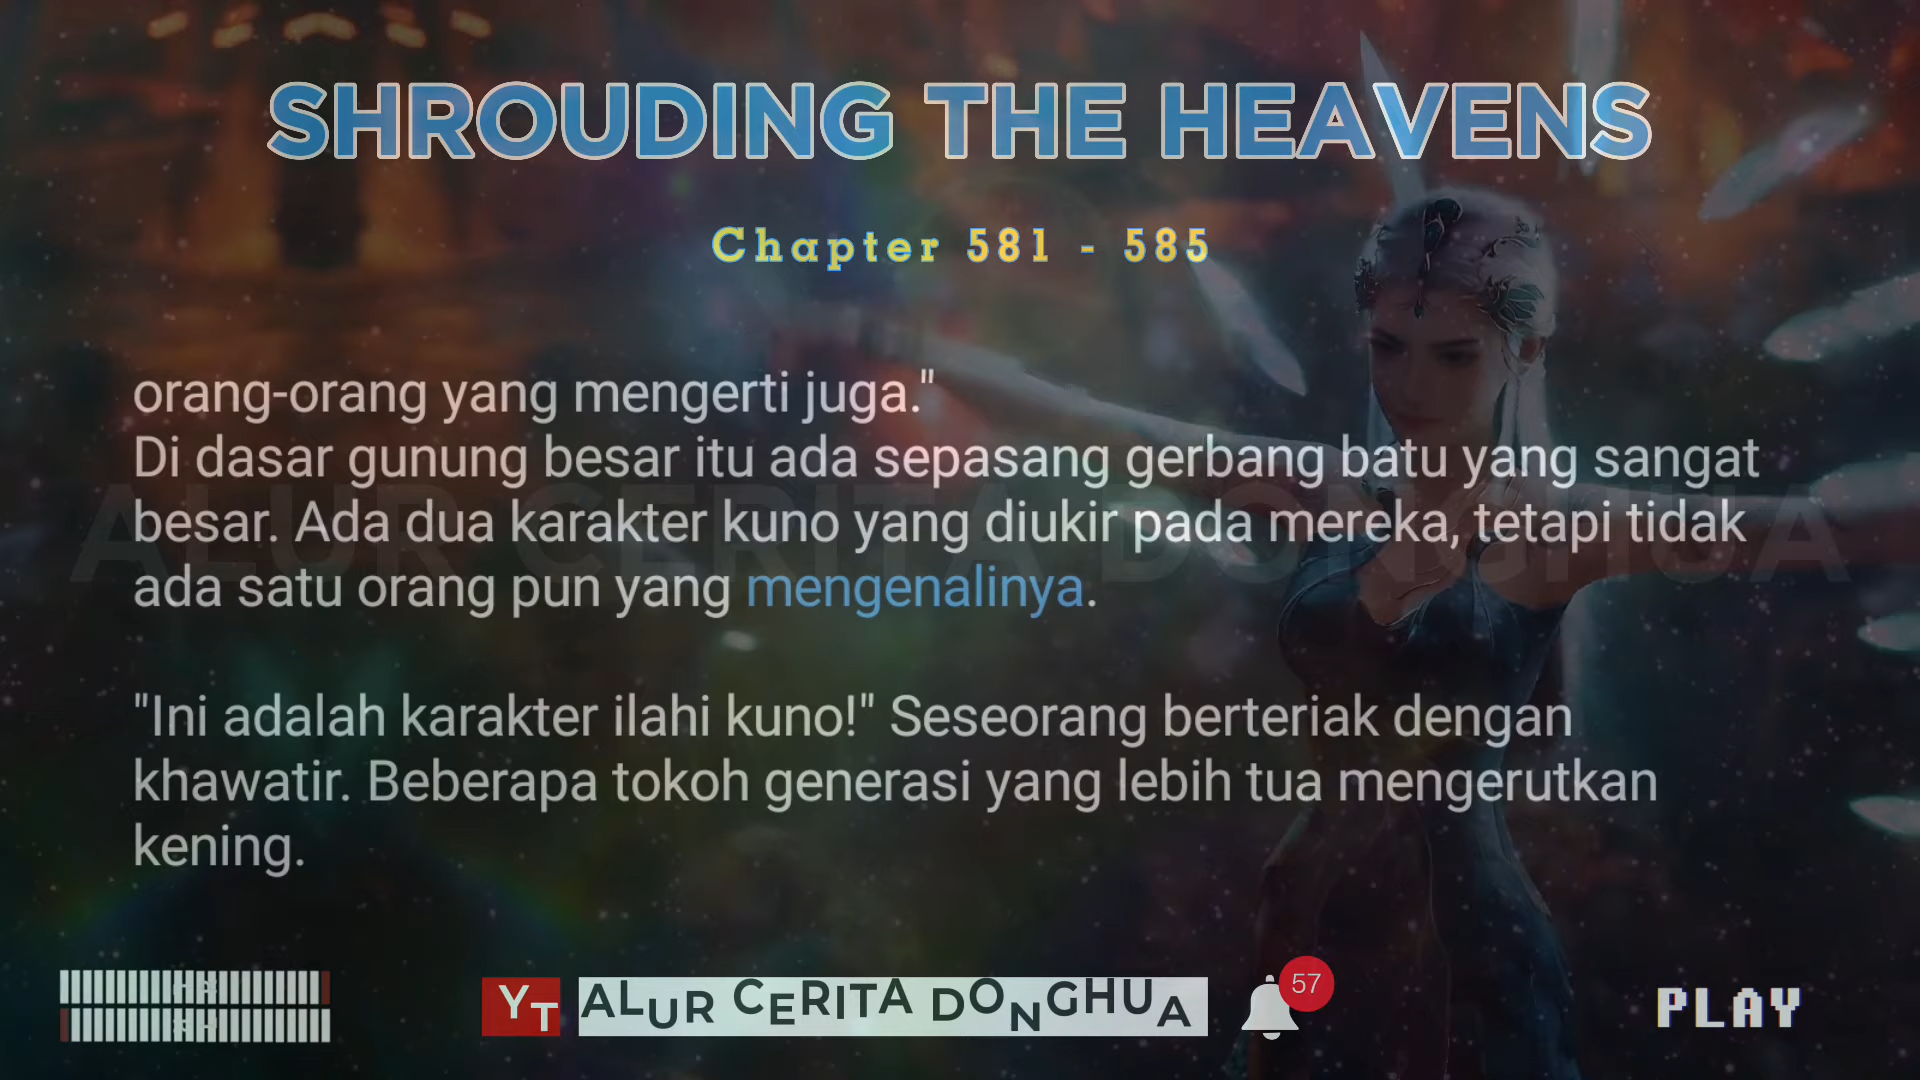 SHROUDING THE HEAVENS
Chapter 581 - 585
orang-orang yang mengerti juga."
Di dasar gunung besar itu ada sepasang gerbang batu yang sangat
besar. Ada dua karakter kuno yang diukir pada mereka, tetapi tidak
ada satu orang pun yang mengenalinya.
ALUR CERITA DONGHUA
"Ini adalah karakter ilahi kuno!" Seseorang berteriak dengan
khawatir. Beberapa tokoh generasi yang lebih tua mengerutkan
kening.
YT ALUR CERITA DONGHUA 57
PLAY